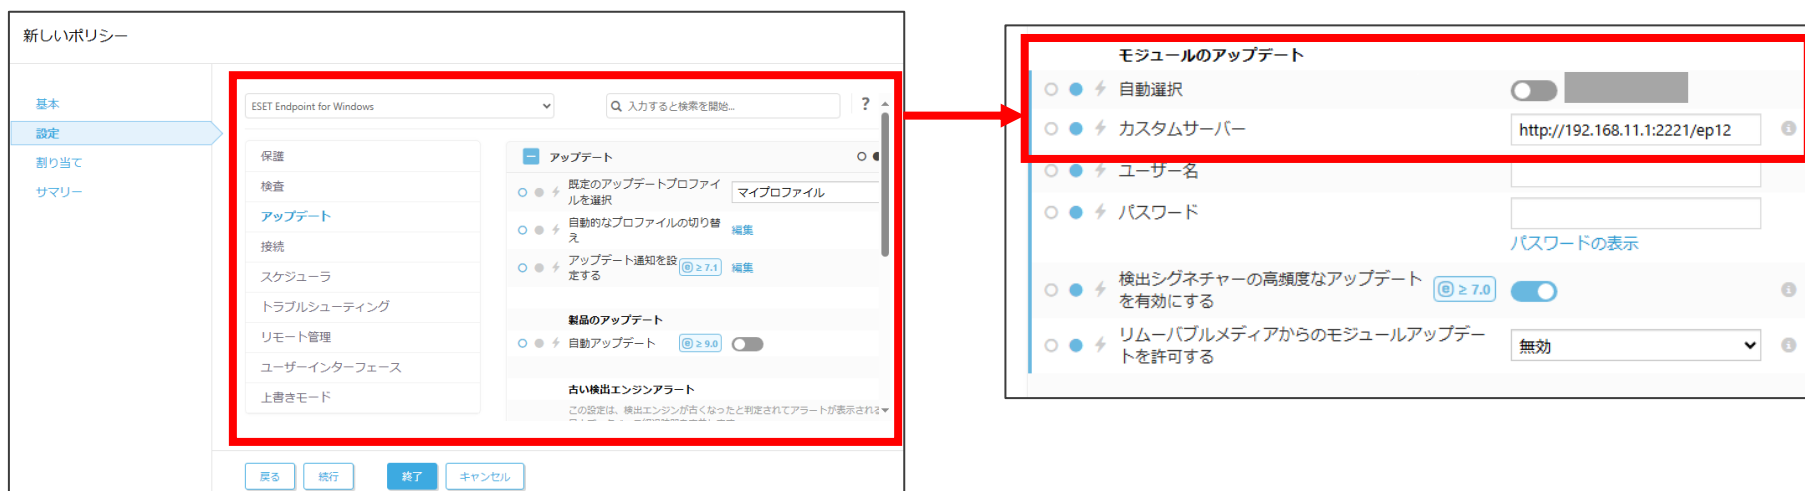 新しいポリシー
基本
設定
割り当て
サマリー
ESET Endpoint for Windows
入力すると検索を開始...
?
保護
検査
アップデート
接続
スケジューラ
トラブルシューティング
リモート管理
ユーザーインターフェース
上書きモード
アップデート
既定のアップデートプロファイ
ルを選択
マイプロファイル
自動的なプロファイルの切り替
え
編集
アップデート通知を設
定する
≥ 7.1
編集
製品のアップデート
自動アップデート
≥ 9.0
古い検出エンジンアラート
この設定は、検出エンジンが古くなったと判定されてアラートが表示される
戻る
続行
終了
キャンセル
モジュールのアップデート
自動選択
カスタムサーバー
http://192.168.11.1:2221/ep12
ユーザー名
パスワード
パスワードの表示
検出シグネチャーの高頻度なアップデート
を有効にする
≥ 7.0
リムーバブルメディアからのモジュールアップデー
トを許可する
無効